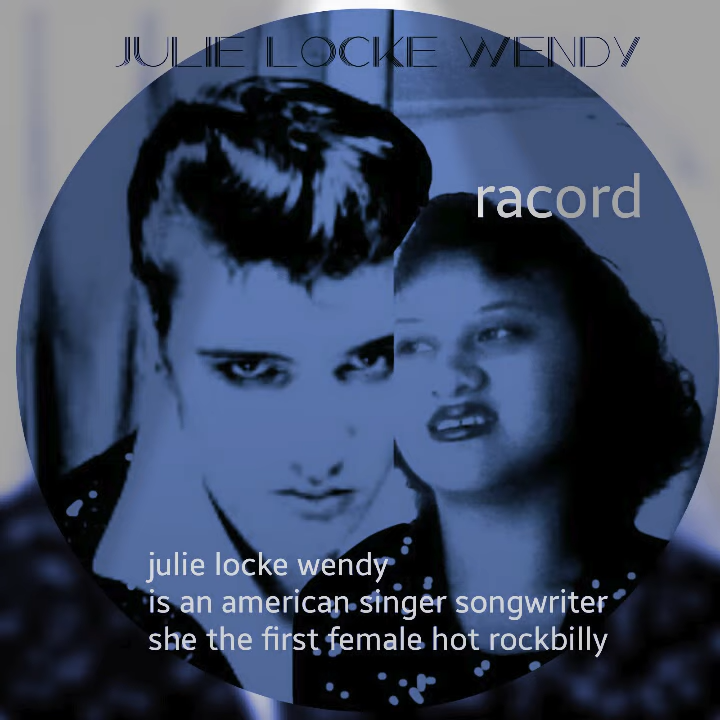 JULIE LOCKE WENDY
racord
julie locke wendy
is an american singer songwriter
she the first female hot rockbilly